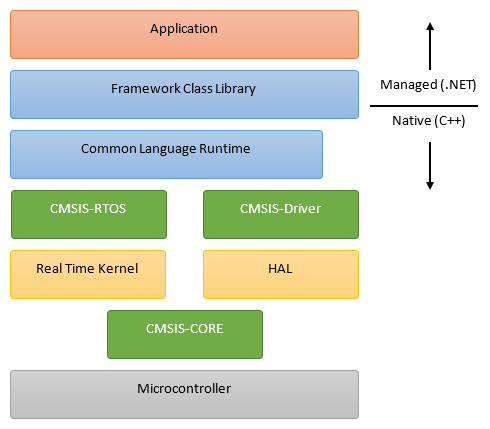 Application
Framework Class Library
Managed (.NET)
Native (C++)
Common Language Runtime
CMSIS-RTOS
CMSIS-Driver
Real Time Kernel
HAL
CMSIS-CORE
Microcontroller